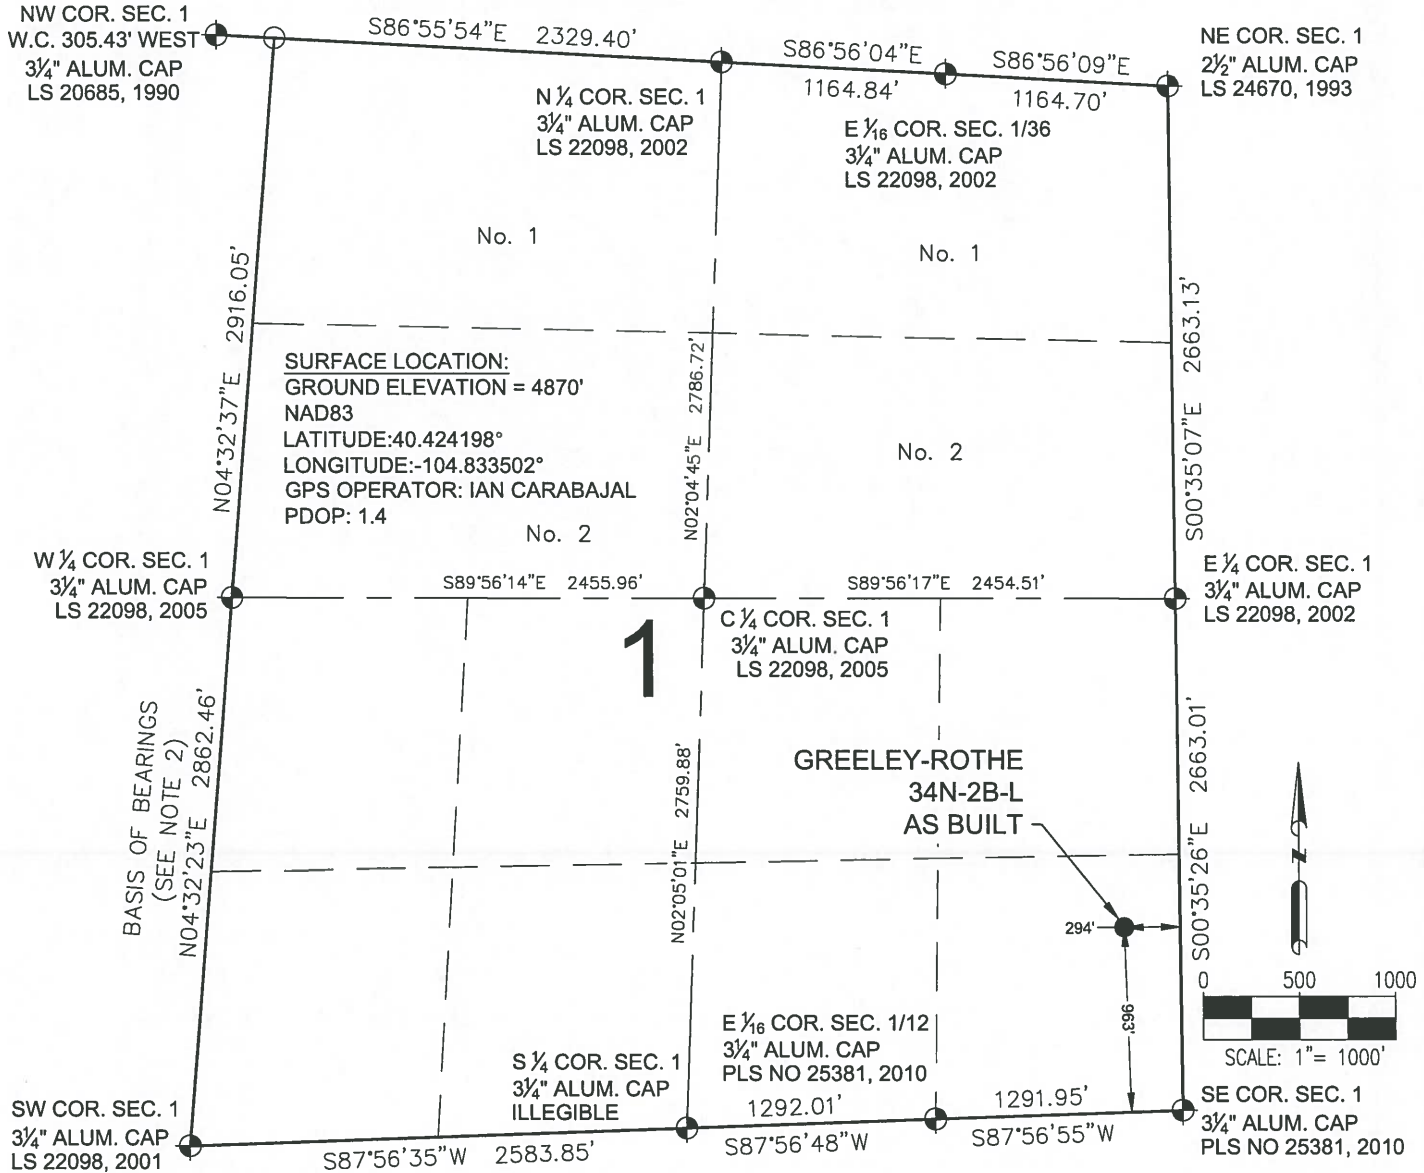 NW COR. SEC. 1
W.C. 305.43' WEST
3¼" ALUM. CAP
LS 20685, 1990
S86°55'54"E 2329.40'
S86°56'04"E
1164.84'
S86°56'09"E
1164.70'
NE COR. SEC. 1
2½" ALUM. CAP
LS 24670, 1993
N ¼ COR. SEC. 1
3¼" ALUM. CAP
LS 22098, 2002
E 1⁄16 COR. SEC. 1/36
3¼" ALUM. CAP
LS 22098, 2002
No. 1
No. 1
N04°32'37"E 2916.05'
SURFACE LOCATION:
GROUND ELEVATION = 4870'
NAD83
LATITUDE:40.424198°
LONGITUDE:-104.833502°
GPS OPERATOR: IAN CARABAJAL
PDOP: 1.4
N02°04'45"E 2786.72'
S00°35'07"E 2663.13'
No. 2
No. 2
W ¼ COR. SEC. 1
3¼" ALUM. CAP
LS 22098, 2005
S89°56'14"E 2455.96'
S89°56'17"E 2454.51'
E ¼ COR. SEC. 1
3¼" ALUM. CAP
LS 22098, 2002
C ¼ COR. SEC. 1
3¼" ALUM. CAP
LS 22098, 2005
1
BASIS OF BEARINGS
(SEE NOTE 2)
N04°32'23"E 2862.46'
N02°05'01"E 2759.88'
GREELEY-ROTHE
34N-2B-L
AS BUILT
S00°35'26"E 2663.01'
294'
963'
N
0 500 1000
SCALE: 1"= 1000'
E 1⁄16 COR. SEC. 1/12
3¼" ALUM. CAP
PLS NO 25381, 2010
S ¼ COR. SEC. 1
3¼" ALUM. CAP
ILLEGIBLE
SW COR. SEC. 1
3¼" ALUM. CAP
LS 22098, 2001
S87°56'35"W 2583.85'
1292.01'
S87°56'48"W
1291.95'
S87°56'55"W
SE COR. SEC. 1
3¼" ALUM. CAP
PLS NO 25381, 2010